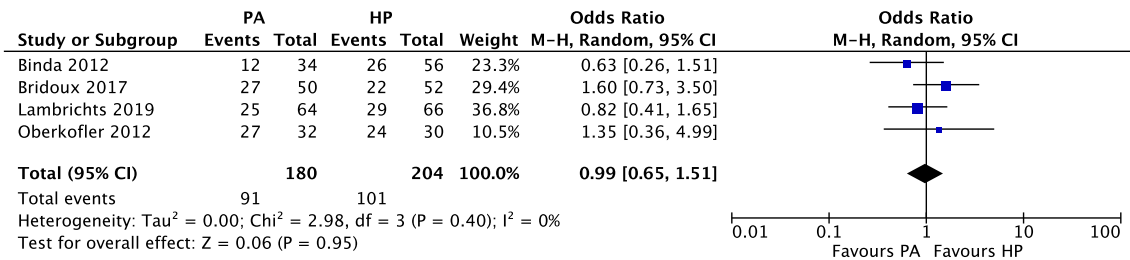 PA HP Odds Ratio Odds Ratio
Study or Subgroup Events Total Events Total Weight M-H, Random, 95% CI M-H, Random, 95% CI
Binda 2012 12 34 26 56 23.3% 0.63 [0.26, 1.51]
Bridoux 2017 27 50 22 52 29.4% 1.60 [0.73, 3.50]
Lambrichts 2019 25 64 29 66 36.8% 0.82 [0.41, 1.65]
Oberkofler 2012 27 32 24 30 10.5% 1.35 [0.36, 4.99]
Total (95% CI) 180 204 100.0% 0.99 [0.65, 1.51]
Total events 91 101
Heterogeneity: Tau² = 0.00; Chi² = 2.98, df = 3 (P = 0.40); I² = 0%
Test for overall effect: Z = 0.06 (P = 0.95)
0.01 0.1 1 10 100
Favours PA Favours HP